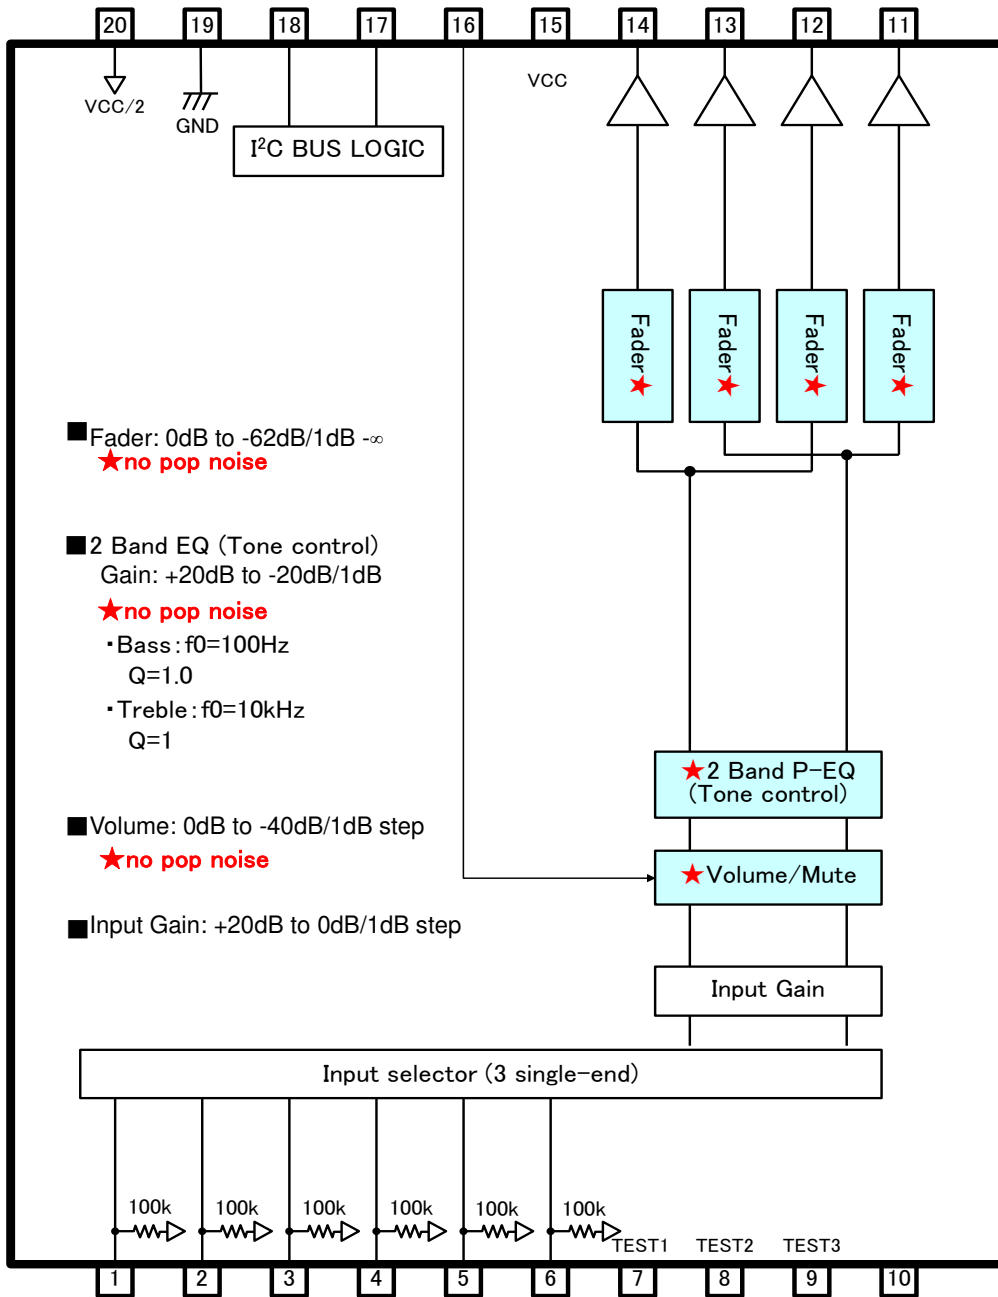 20 19 18 17 16 15 14 13 12 11
VCC/2
GND
VCC
I²C BUS LOGIC
Fader★ Fader★ Fader★ Fader★
■Fader: 0dB to -62dB/1dB -∞
★no pop noise
■2 Band EQ (Tone control)
Gain: +20dB to -20dB/1dB
★no pop noise
・Bass:f0=100Hz
Q=1.0
・Treble:f0=10kHz
Q=1
★2 Band P-EQ
(Tone control)
■Volume: 0dB to -40dB/1dB step
★no pop noise
★Volume/Mute
■Input Gain: +20dB to 0dB/1dB step
Input Gain
Input selector (3 single-end)
100k 100k 100k 100k 100k 100k
TEST1 TEST2 TEST3
1 2 3 4 5 6 7 8 9 10